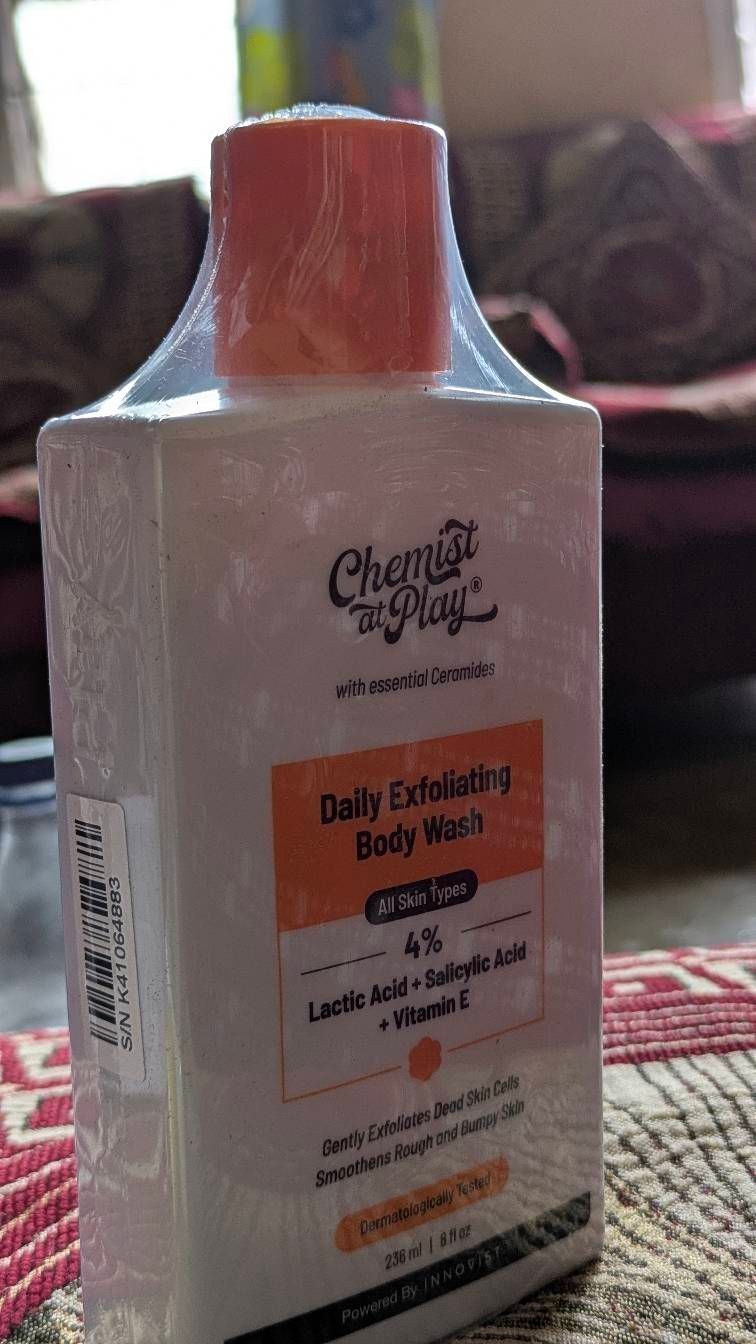 Chemist
at Play®
with essential Ceramides
Daily Exfoliating
Body Wash
All Skin Types
4%
Lactic Acid + Salicylic Acid
+ Vitamin E
Gently Exfoliates Dead Skin Cells
Smoothens Rough and Bumpy Skin
Dermatologically Tested
236 ml | 8 fl oz
Powered By INNOVIST
S/N K41064883